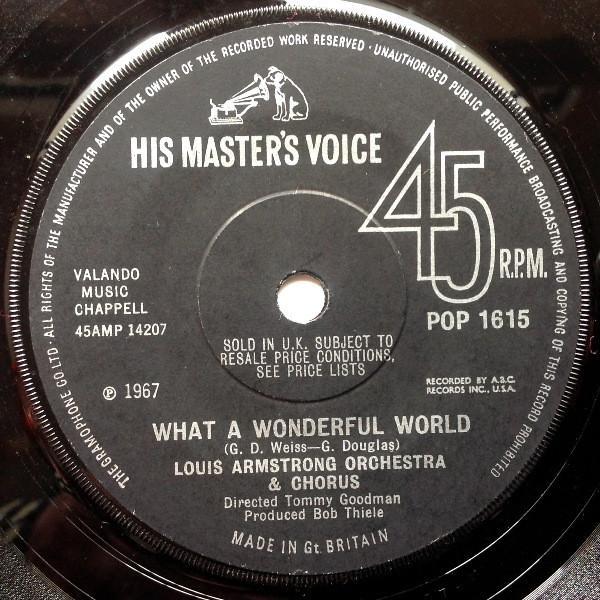 THE GRAMOPHONE CO LTD·ALL RIGHTS OF THE MANUFACTURER AND OF THE OWNER OF THE RECORDED WORK RESERVED·UNAUTHORISED PUBLIC PERFORMANCE BROADCASTING AND COPYING OF THIS RECORD PROHIBITED
HIS MASTER'S VOICE
45
R.P.M.
VALANDO
MUSIC
CHAPPELL
45AMP 14207
POP 1615
SOLD IN U.K. SUBJECT TO
RESALE PRICE CONDITIONS,
SEE PRICE LISTS
℗ 1967
RECORDED BY A.B.C.
RECORDS INC., U.S.A.
WHAT A WONDERFUL WORLD
(G. D. Weiss—G. Douglas)
LOUIS ARMSTRONG ORCHESTRA
& CHORUS
Directed Tommy Goodman
Produced Bob Thiele
MADE IN Gt. BRITAIN